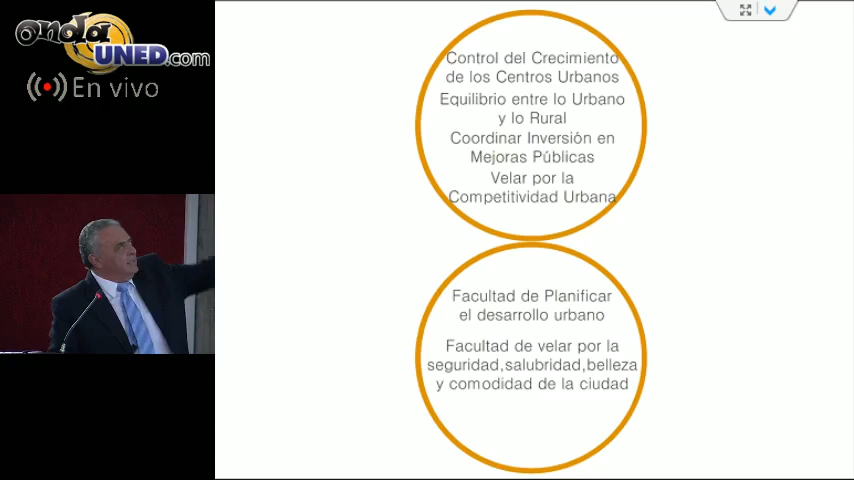 onda
UNED.com
En vivo
Control del Crecimiento
de los Centros Urbanos
Equilibrio entre lo Urbano
y lo Rural
Coordinar Inversión en
Mejoras Públicas
Velar por la
Competitividad Urbana
Facultad de Planificar
el desarrollo urbano
Facultad de velar por la
seguridad,salubridad,belleza
y comodidad de la ciudad